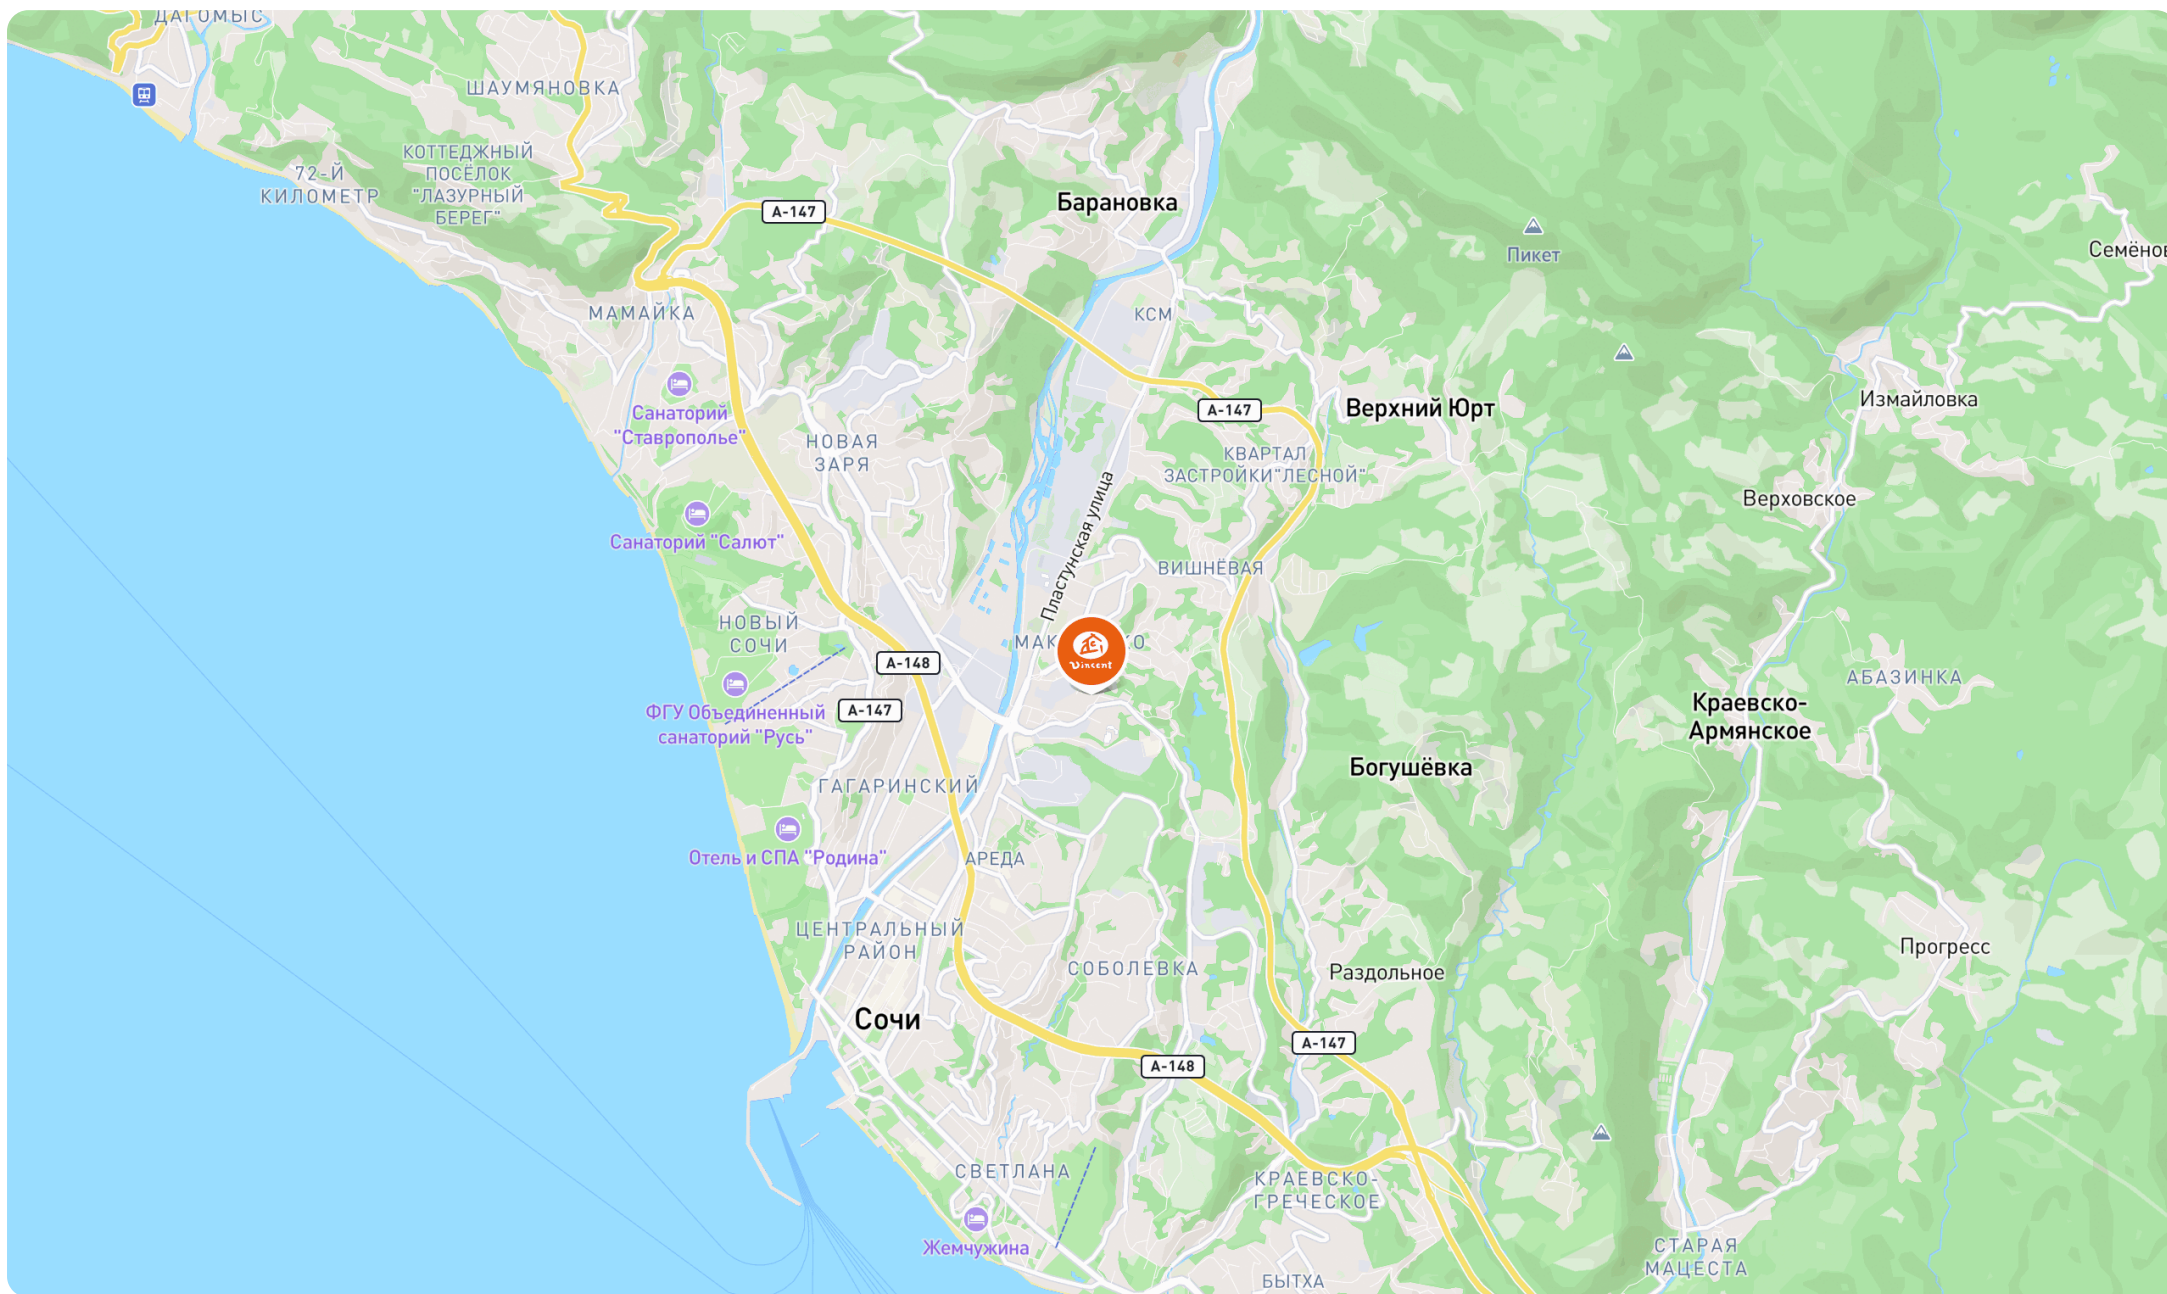 ДАГОМЫС
ШАУМЯНОВКА
КОТТЕДЖНЫЙ
ПОСЁЛОК
"ЛАЗУРНЫЙ
БЕРЕГ"
72-Й
КИЛОМЕТР
А-147
Барановка
Пикет
Семёнов
МАМАЙКА
КСМ
Санаторий
"Ставрополье"
НОВАЯ
ЗАРЯ
А-147
Верхний Юрт
Измайловка
КВАРТАЛ
ЗАСТРОЙКИ"ЛЕСНОЙ"
Верховское
Санаторий "Салют"
Пластунская улица
ВИШНЁВАЯ
НОВЫЙ
СОЧИ
МАК
КО
Vincent
А-148
А-147
АБАЗИНКА
ФГУ Объединенный
санаторий "Русь"
Краевско-
Армянское
Богушёвка
ГАГАРИНСКИЙ
Отель и СПА "Родина"
АРЕДА
ЦЕНТРАЛЬНЫЙ
РАЙОН
СОБОЛЕВКА
Раздольное
Прогресс
Сочи
А-147
А-148
СВЕТЛАНА
КРАЕВСКО-
ГРЕЧЕСКОЕ
Жемчужина
СТАРАЯ
МАЦЕСТА
БЫТХА